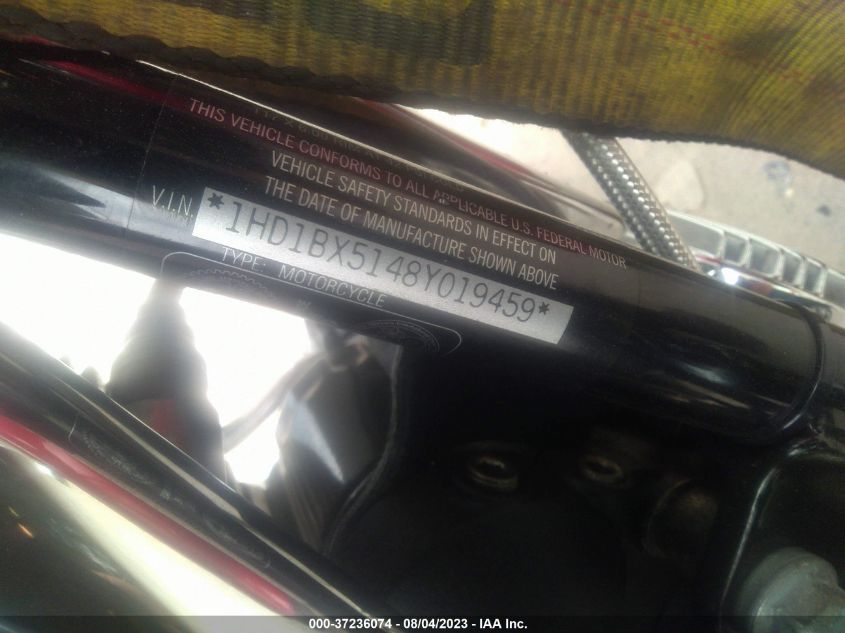 THIS VEHICLE CONFORMS TO ALL APPLICABLE U.S. FEDERAL MOTOR
VEHICLE SAFETY STANDARDS IN EFFECT ON
THE DATE OF MANUFACTURE SHOWN ABOVE
V.I.N. *1HD1BX5148Y019459*
TYPE: MOTORCYCLE
000-37236074 - 08/04/2023 - IAA Inc.